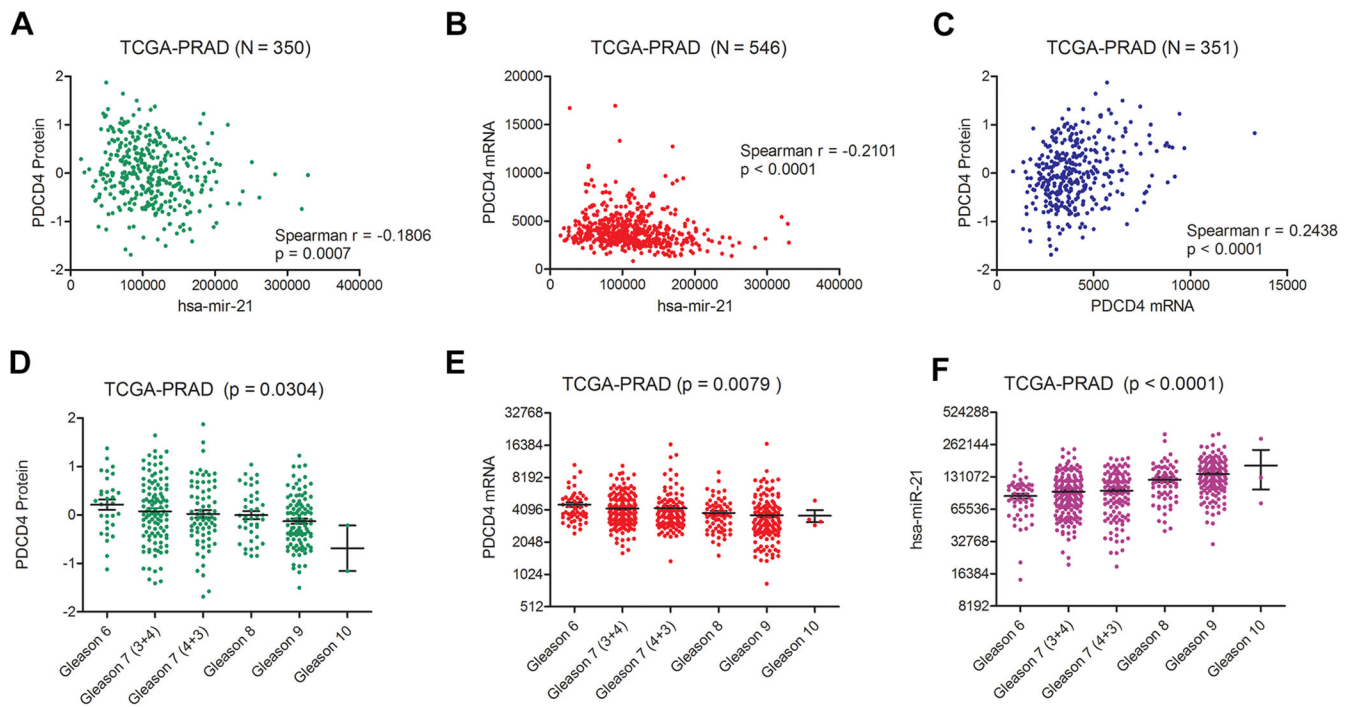 A
TCGA-PRAD (N = 350)
PDCD4 Protein
2
1
0
-1
-2
0
100000
200000
300000
400000
hsa-mir-21
Spearman r = -0.1806
p = 0.0007
B
TCGA-PRAD (N = 546)
PDCD4 mRNA
20000
15000
10000
5000
0
0
100000
200000
300000
400000
hsa-mir-21
Spearman r = -0.2101
p < 0.0001
C
TCGA-PRAD (N = 351)
PDCD4 Protein
2
1
0
-1
-2
0
5000
10000
15000
PDCD4 mRNA
Spearman r = 0.2438
p < 0.0001
D
TCGA-PRAD (p = 0.0304)
PDCD4 Protein
2
1
0
-1
-2
Gleason 6
Gleason 7 (3+4)
Gleason 7 (4+3)
Gleason 8
Gleason 9
Gleason 10
E
TCGA-PRAD (p = 0.0079 )
PDCD4 mRNA
32768
16384
8192
4096
2048
1024
512
Gleason 6
Gleason 7 (3+4)
Gleason 7 (4+3)
Gleason 8
Gleason 9
Gleason 10
F
TCGA-PRAD (p < 0.0001)
hsa-miR-21
524288
262144
131072
65536
32768
16384
8192
Gleason 6
Gleason 7 (3+4)
Gleason 7 (4+3)
Gleason 8
Gleason 9
Gleason 10